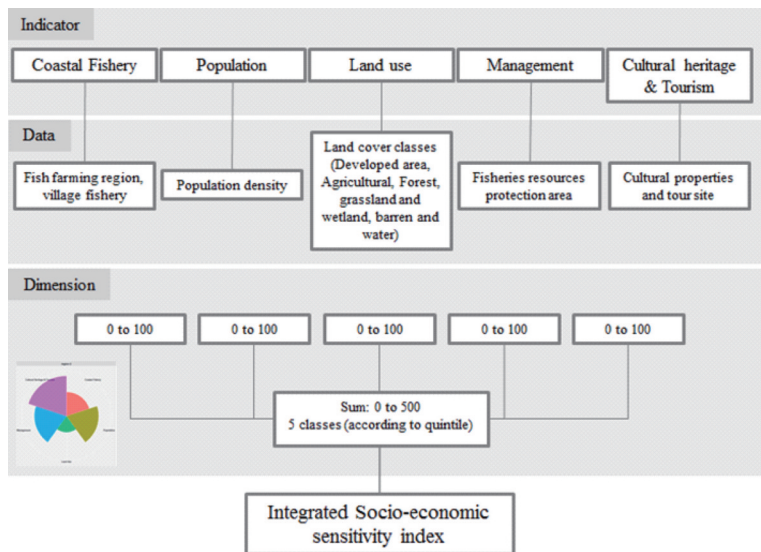 Indicator
Coastal Fishery
Population
Land use
Management
Cultural heritage
& Tourism
Data
Fish farming region,
village fishery
Population density
Land cover classes
(Developed area,
Agricultural, Forest,
grassland and
wetland, barren and
water)
Fisheries resources
protection area
Cultural properties
and tour site
Dimension
0 to 100
0 to 100
0 to 100
0 to 100
0 to 100
Sum: 0 to 500
5 classes (according to quintile)
Integrated Socio-economic
sensitivity index